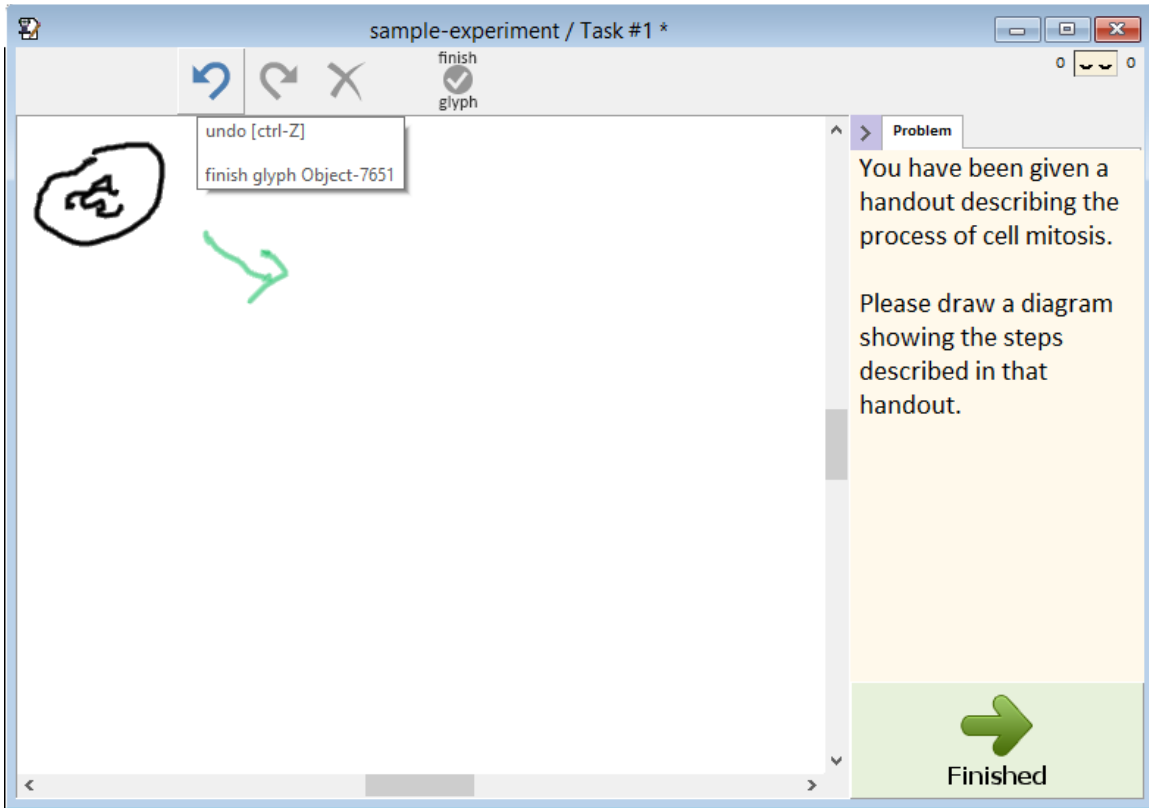 sample-experiment / Task #1 *
finish
glyph
0 0
undo [ctrl-Z]
finish glyph Object-7651
Problem
You have been given a
handout describing the
process of cell mitosis.
Please draw a diagram
showing the steps
described in that
handout.
Finished